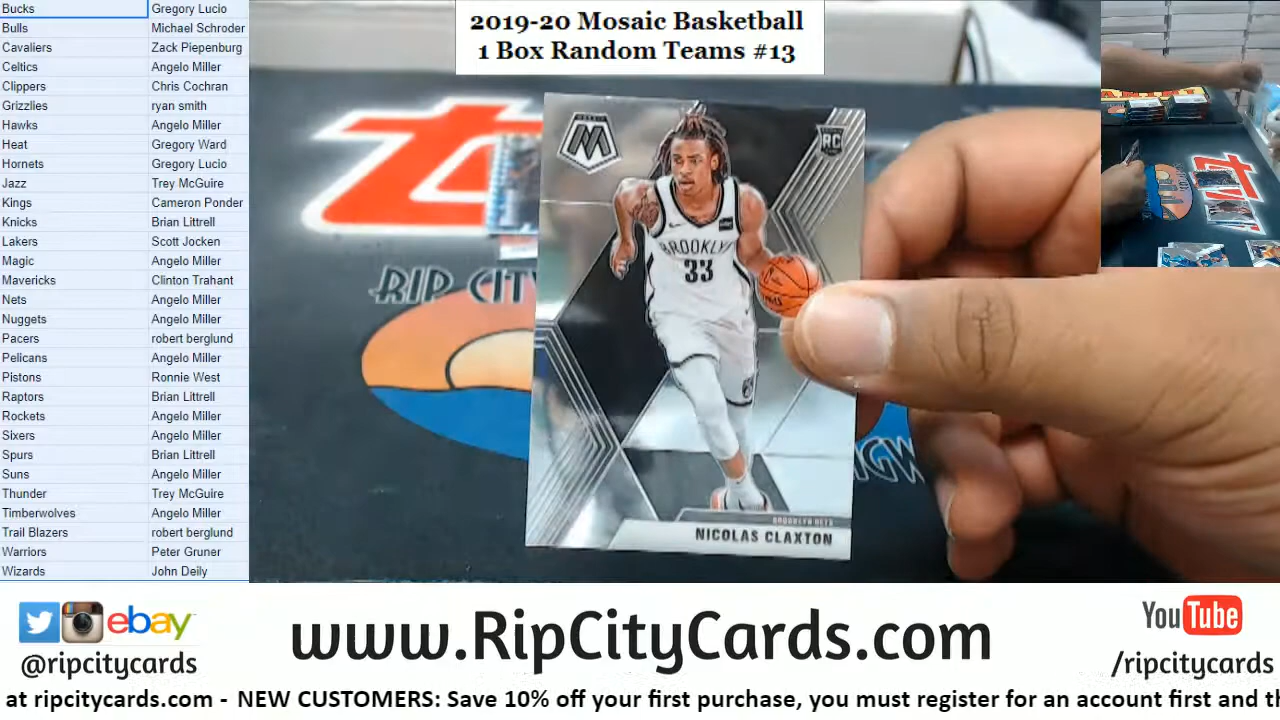 2019-20 Mosaic Basketball
1 Box Random Teams #13
Bucks Gregory Lucio
Bulls Michael Schroder
Cavaliers Zack Piepenburg
Celtics Angelo Miller
Clippers Chris Cochran
Grizzlies ryan smith
Hawks Angelo Miller
Heat Gregory Ward
Hornets Gregory Lucio
Jazz Trey McGuire
Kings Cameron Ponder
Knicks Brian Littrell
Lakers Scott Jocken
Magic Angelo Miller
Mavericks Clinton Trahant
Nets Angelo Miller
Nuggets Angelo Miller
Pacers robert berglund
Pelicans Angelo Miller
Pistons Ronnie West
Raptors Brian Littrell
Rockets Angelo Miller
Sixers Angelo Miller
Spurs Brian Littrell
Suns Angelo Miller
Thunder Trey McGuire
Timberwolves Angelo Miller
Trail Blazers robert berglund
Warriors Peter Gruner
Wizards John Deily
RC
BROOKLYN
33
BROOKLYN NETS
NICOLAS CLAXTON
RIP CITY
ebay
@ripcitycards
www.RipCityCards.com
YouTube
/ripcitycards
at ripcitycards.com - NEW CUSTOMERS: Save 10% off your first purchase, you must register for an account first and th